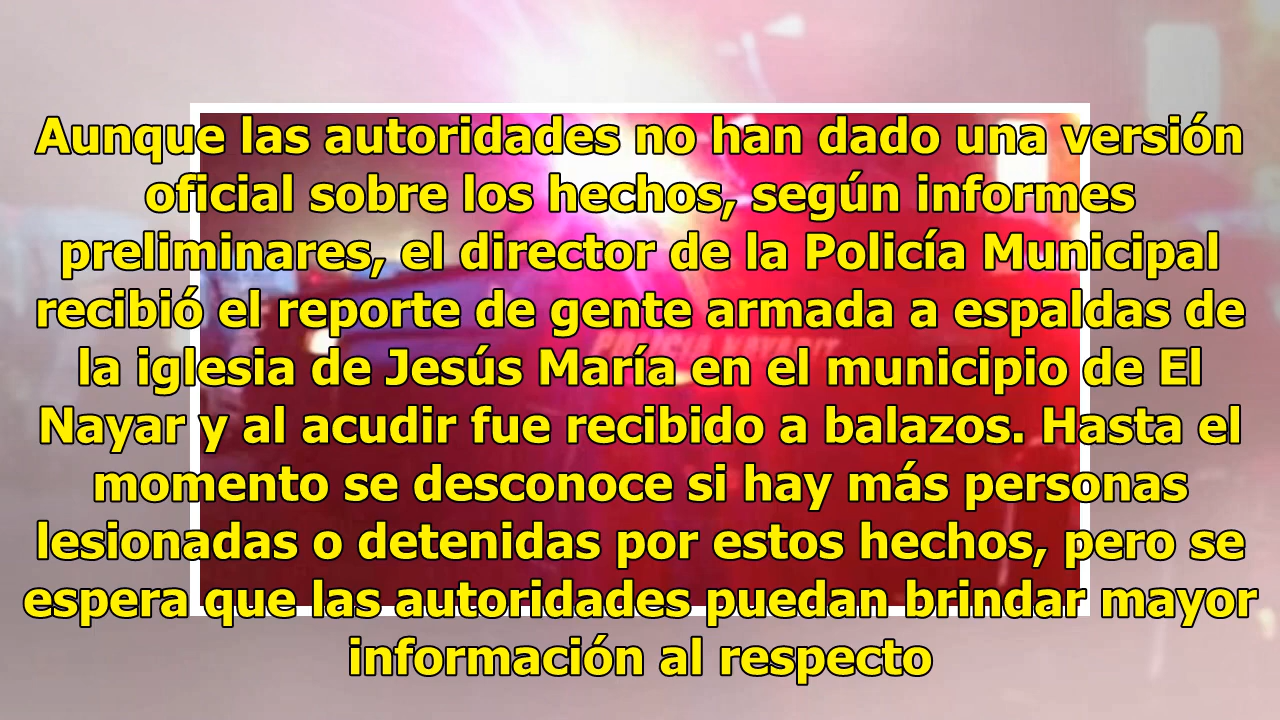 Aunque las autoridades no han dado una versión
oficial sobre los hechos, según informes
preliminares, el director de la Policía Municipal
recibió el reporte de gente armada a espaldas de
la iglesia de Jesús María en el municipio de El
Nayar y al acudir fue recibido a balazos. Hasta el
momento se desconoce si hay más personas
lesionadas o detenidas por estos hechos, pero se
espera que las autoridades puedan brindar mayor
información al respecto
POLICIA NAYARIT